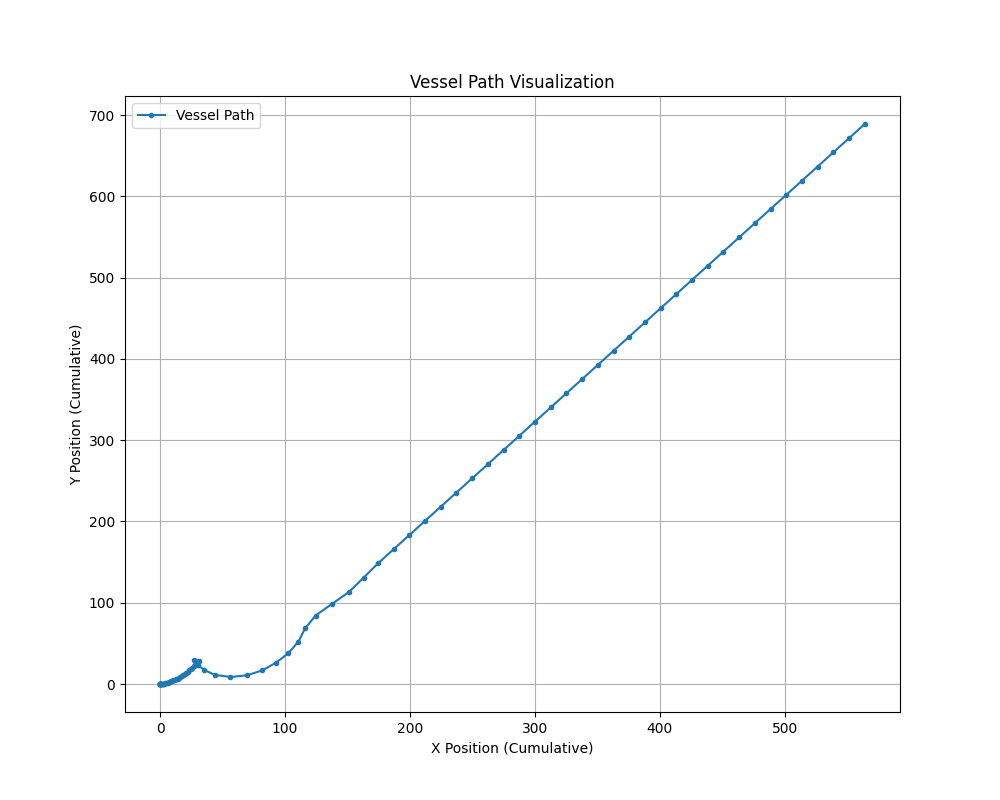 Vessel Path Visualization
Vessel Path
700
600
500
400
300
200
100
0
Y Position (Cumulative)
0 100 200 300 400 500
X Position (Cumulative)